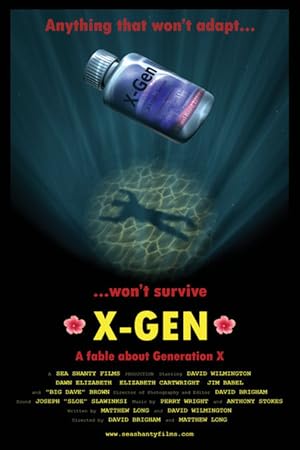 Anything that won't adapt...
X-Gen
...won't survive
X-GEN
A fable about Generation X
A SEA SHANTY FILMS PRODUCTION Starring DAVID WILMINGTON
DAWN ELIZABETH ELIZABETH CARTWRIGHT JIM BABEL
and "BIG DAVE" BROWN Director of Photography and Editor DAVID BRIGHAM
Sound JOSEPH "SLOE" SLAWINSKI Music by PERRY WRIGHT and ANTHONY STOKES
Written by MATTHEW LONG and DAVID WILMINGTON
Directed by DAVID BRIGHAM and MATTHEW LONG
www.seashantyfilms.com